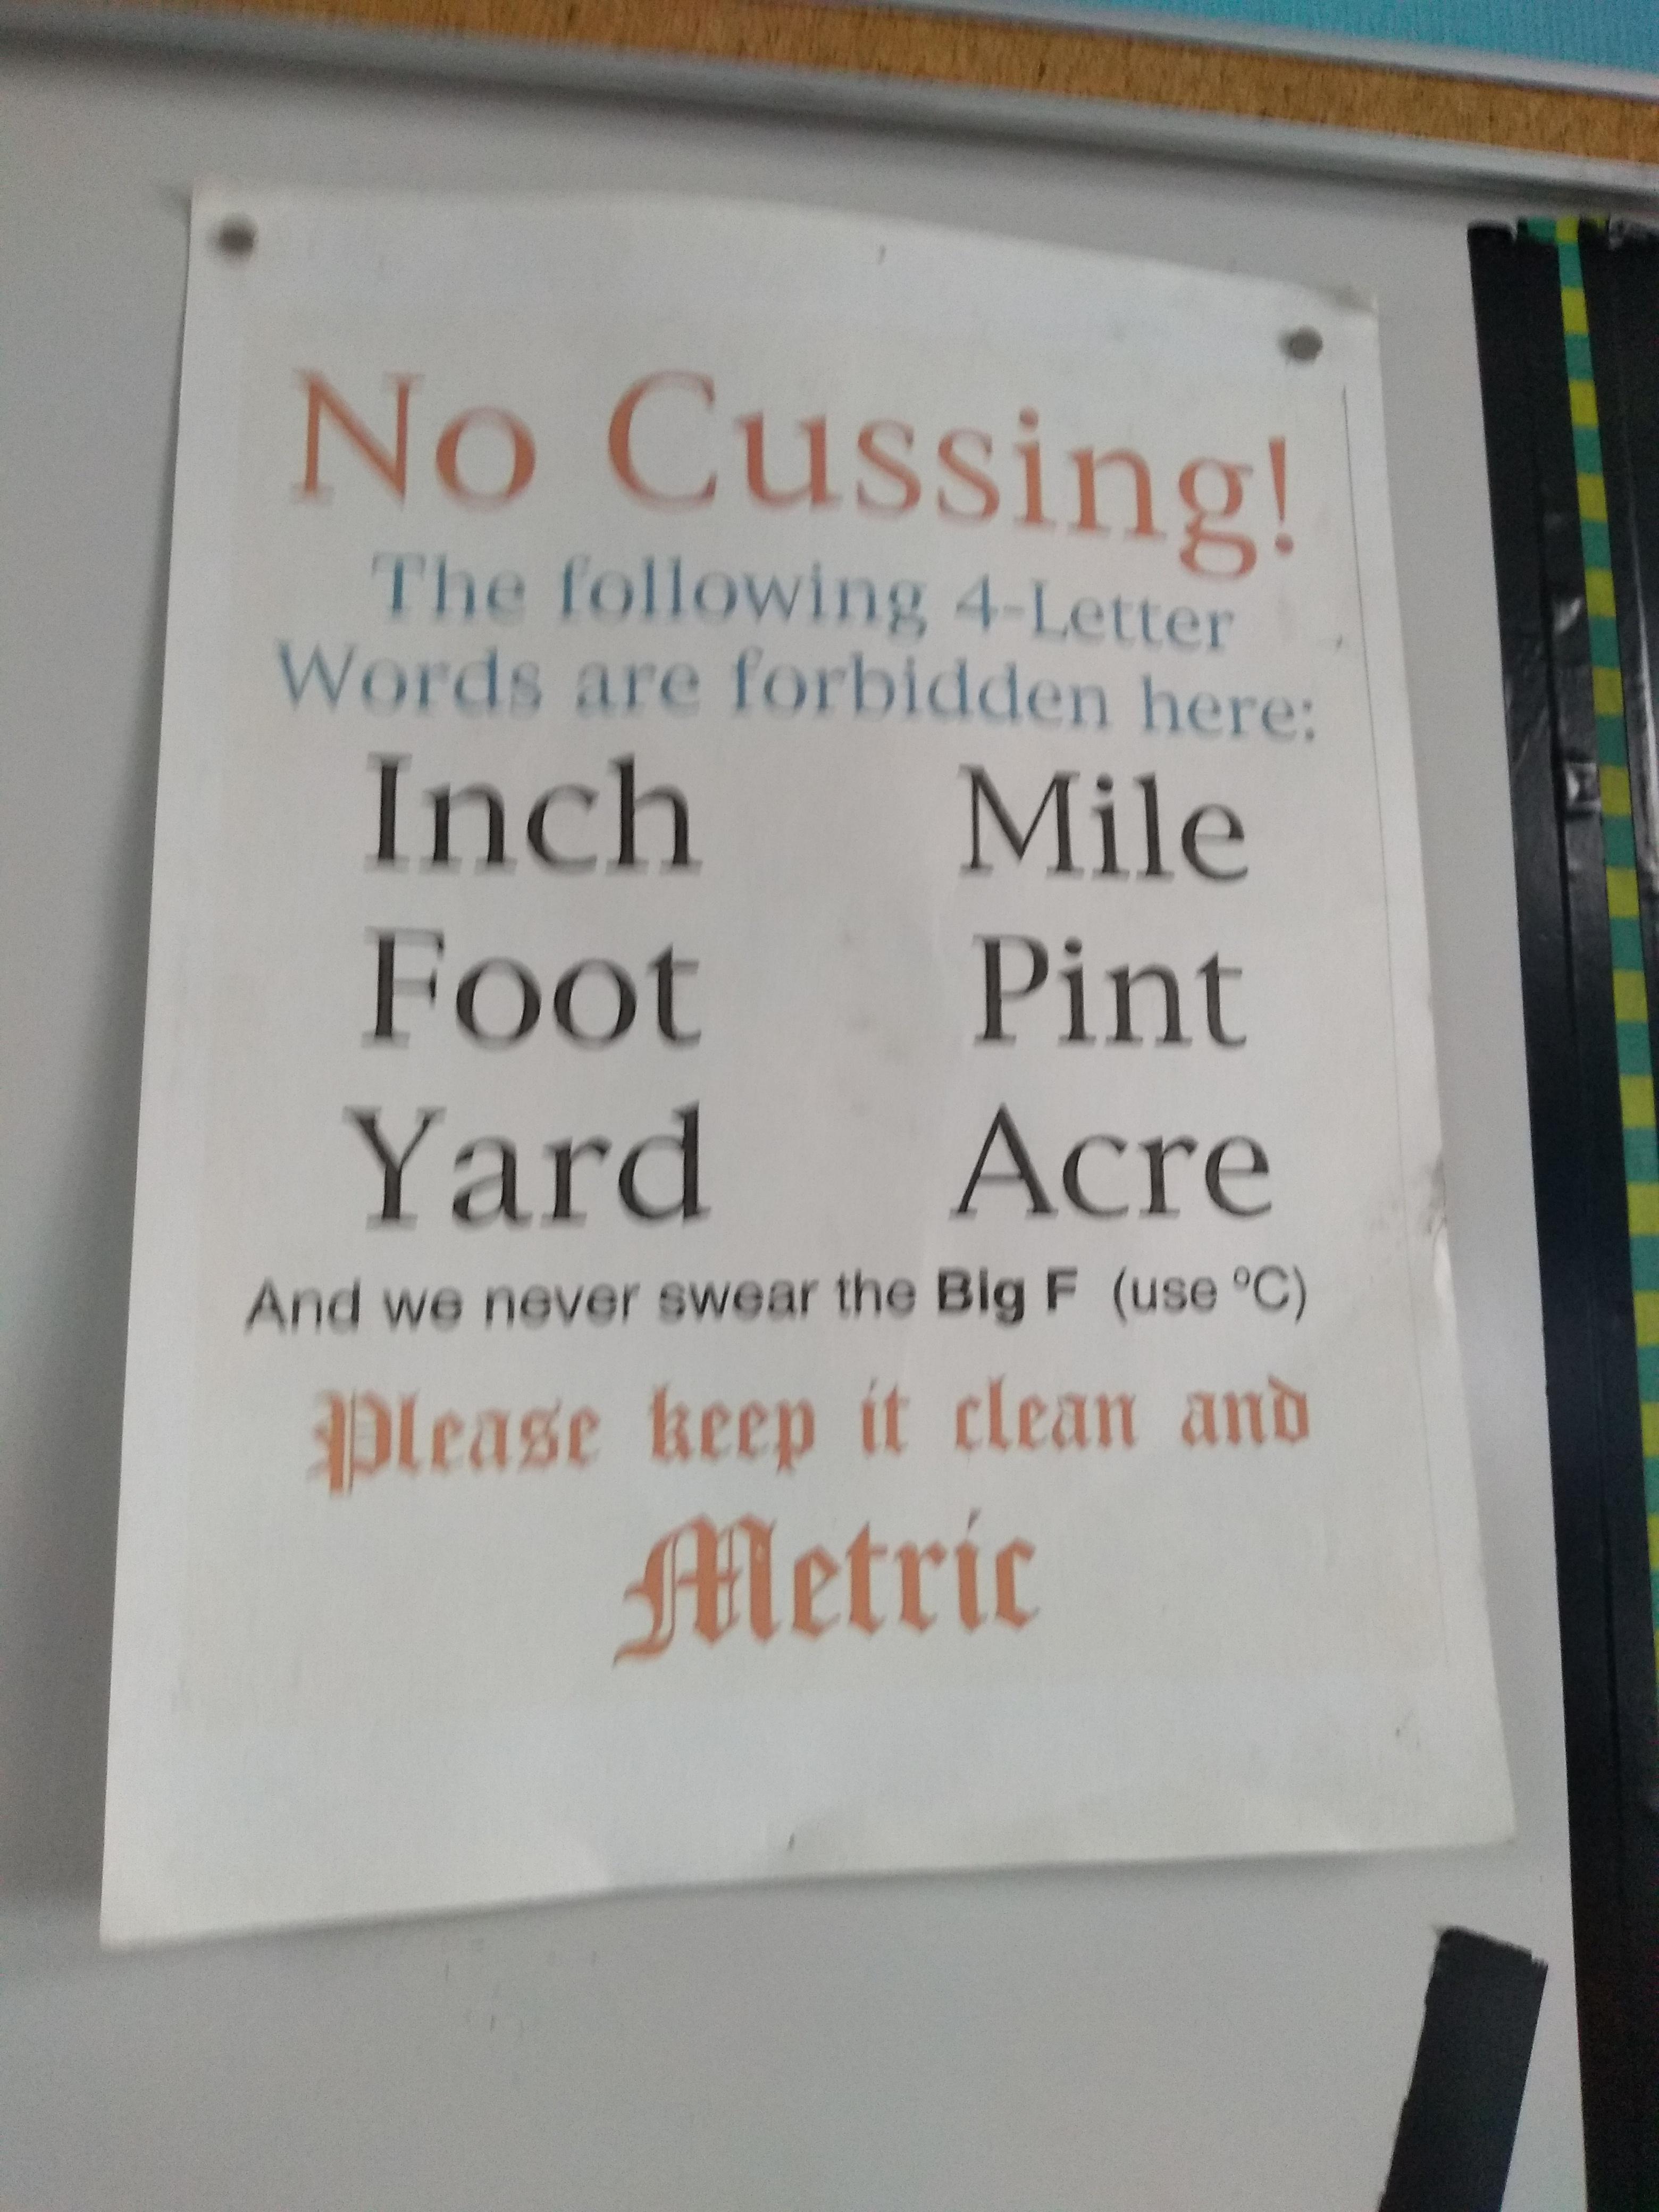 No Cussing!
The following 4-Letter
Words are forbidden here:
Inch Mile
Foot Pint
Yard Acre
And we never swear the Big F (use ºC)
Please keep it clean and
Metric